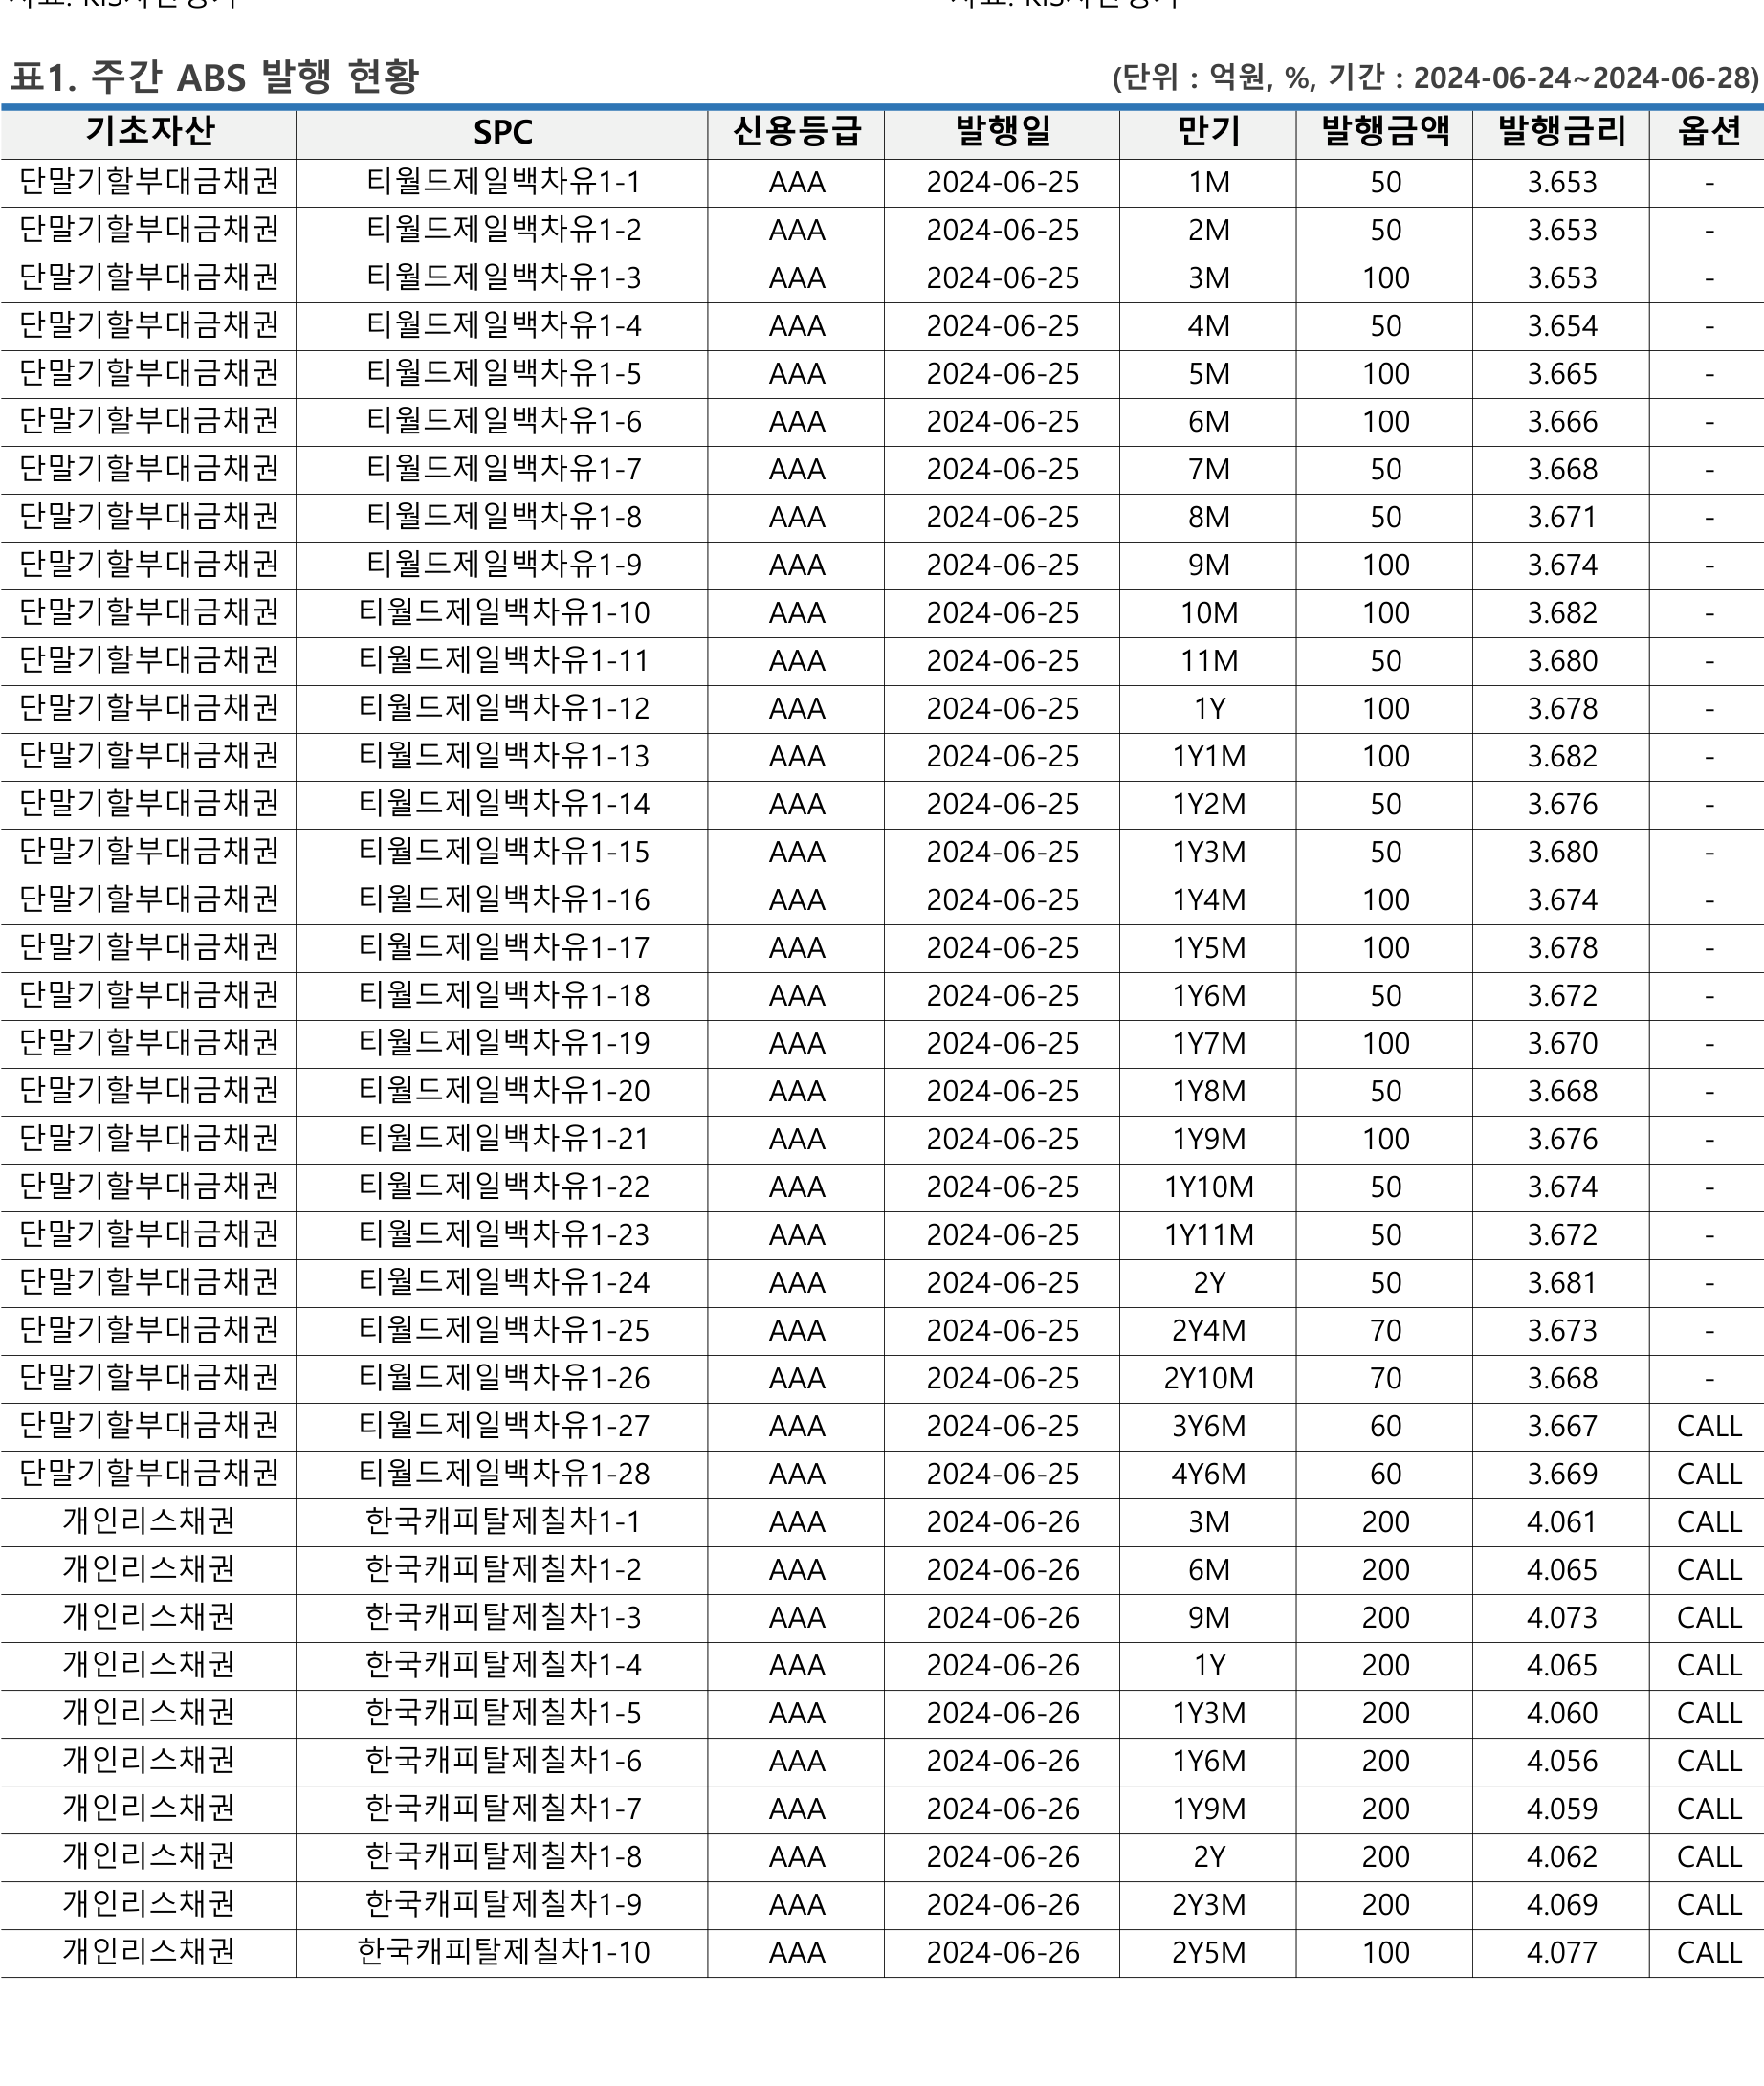 자료: KIS자산평가 자료: KIS자산평가
표1. 주간 ABS 발행 현황 (단위 : 억원, %, 기간 : 2024-06-24~2024-06-28)
기초자산 SPC 신용등급 발행일 만기 발행금액 발행금리 옵션
단말기할부대금채권 티월드제일백차유1-1 AAA 2024-06-25 1M 50 3.653 -
단말기할부대금채권 티월드제일백차유1-2 AAA 2024-06-25 2M 50 3.653 -
단말기할부대금채권 티월드제일백차유1-3 AAA 2024-06-25 3M 100 3.653 -
단말기할부대금채권 티월드제일백차유1-4 AAA 2024-06-25 4M 50 3.654 -
단말기할부대금채권 티월드제일백차유1-5 AAA 2024-06-25 5M 100 3.665 -
단말기할부대금채권 티월드제일백차유1-6 AAA 2024-06-25 6M 100 3.666 -
단말기할부대금채권 티월드제일백차유1-7 AAA 2024-06-25 7M 50 3.668 -
단말기할부대금채권 티월드제일백차유1-8 AAA 2024-06-25 8M 50 3.671 -
단말기할부대금채권 티월드제일백차유1-9 AAA 2024-06-25 9M 100 3.674 -
단말기할부대금채권 티월드제일백차유1-10 AAA 2024-06-25 10M 100 3.682 -
단말기할부대금채권 티월드제일백차유1-11 AAA 2024-06-25 11M 50 3.680 -
단말기할부대금채권 티월드제일백차유1-12 AAA 2024-06-25 1Y 100 3.678 -
단말기할부대금채권 티월드제일백차유1-13 AAA 2024-06-25 1Y1M 100 3.682 -
단말기할부대금채권 티월드제일백차유1-14 AAA 2024-06-25 1Y2M 50 3.676 -
단말기할부대금채권 티월드제일백차유1-15 AAA 2024-06-25 1Y3M 50 3.680 -
단말기할부대금채권 티월드제일백차유1-16 AAA 2024-06-25 1Y4M 100 3.674 -
단말기할부대금채권 티월드제일백차유1-17 AAA 2024-06-25 1Y5M 100 3.678 -
단말기할부대금채권 티월드제일백차유1-18 AAA 2024-06-25 1Y6M 50 3.672 -
단말기할부대금채권 티월드제일백차유1-19 AAA 2024-06-25 1Y7M 100 3.670 -
단말기할부대금채권 티월드제일백차유1-20 AAA 2024-06-25 1Y8M 50 3.668 -
단말기할부대금채권 티월드제일백차유1-21 AAA 2024-06-25 1Y9M 100 3.676 -
단말기할부대금채권 티월드제일백차유1-22 AAA 2024-06-25 1Y10M 50 3.674 -
단말기할부대금채권 티월드제일백차유1-23 AAA 2024-06-25 1Y11M 50 3.672 -
단말기할부대금채권 티월드제일백차유1-24 AAA 2024-06-25 2Y 50 3.681 -
단말기할부대금채권 티월드제일백차유1-25 AAA 2024-06-25 2Y4M 70 3.673 -
단말기할부대금채권 티월드제일백차유1-26 AAA 2024-06-25 2Y10M 70 3.668 -
단말기할부대금채권 티월드제일백차유1-27 AAA 2024-06-25 3Y6M 60 3.667 CALL
단말기할부대금채권 티월드제일백차유1-28 AAA 2024-06-25 4Y6M 60 3.669 CALL
개인리스채권 한국캐피탈제칠차1-1 AAA 2024-06-26 3M 200 4.061 CALL
개인리스채권 한국캐피탈제칠차1-2 AAA 2024-06-26 6M 200 4.065 CALL
개인리스채권 한국캐피탈제칠차1-3 AAA 2024-06-26 9M 200 4.073 CALL
개인리스채권 한국캐피탈제칠차1-4 AAA 2024-06-26 1Y 200 4.065 CALL
개인리스채권 한국캐피탈제칠차1-5 AAA 2024-06-26 1Y3M 200 4.060 CALL
개인리스채권 한국캐피탈제칠차1-6 AAA 2024-06-26 1Y6M 200 4.056 CALL
개인리스채권 한국캐피탈제칠차1-7 AAA 2024-06-26 1Y9M 200 4.059 CALL
개인리스채권 한국캐피탈제칠차1-8 AAA 2024-06-26 2Y 200 4.062 CALL
개인리스채권 한국캐피탈제칠차1-9 AAA 2024-06-26 2Y3M 200 4.069 CALL
개인리스채권 한국캐피탈제칠차1-10 AAA 2024-06-26 2Y5M 100 4.077 CALL